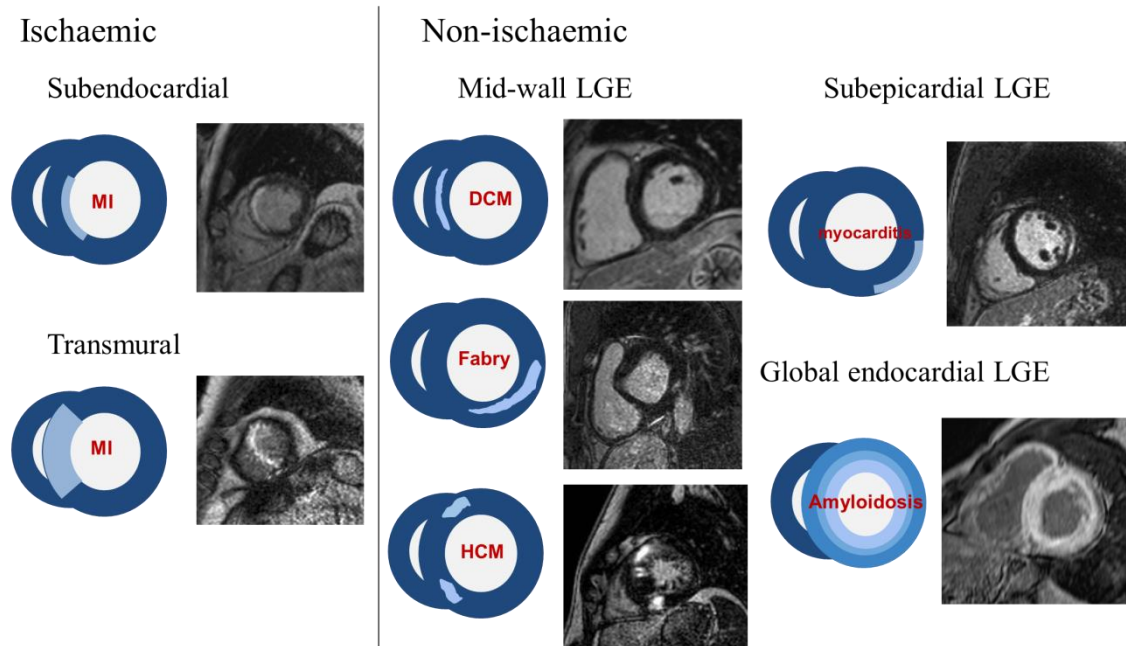 Ischaemic
Subendocardial
MI
Transmural
MI
Non-ischaemic
Mid-wall LGE
DCM
Fabry
HCM
Subepicardial LGE
myocarditis
Global endocardial LGE
Amyloidosis